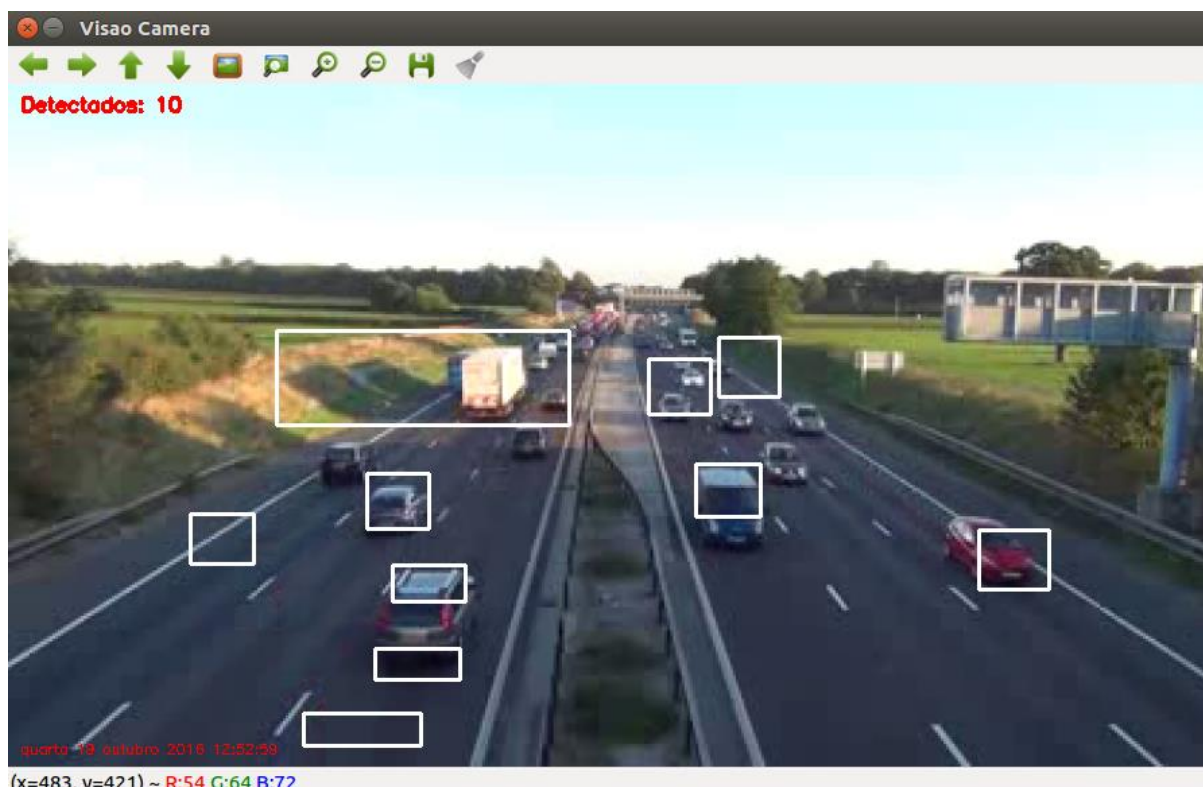 Visao Camera
Detectados: 10
quarta 19 outubro 2016 12:52:59
(x=483, y=421) ~ R:54 G:64 B:72